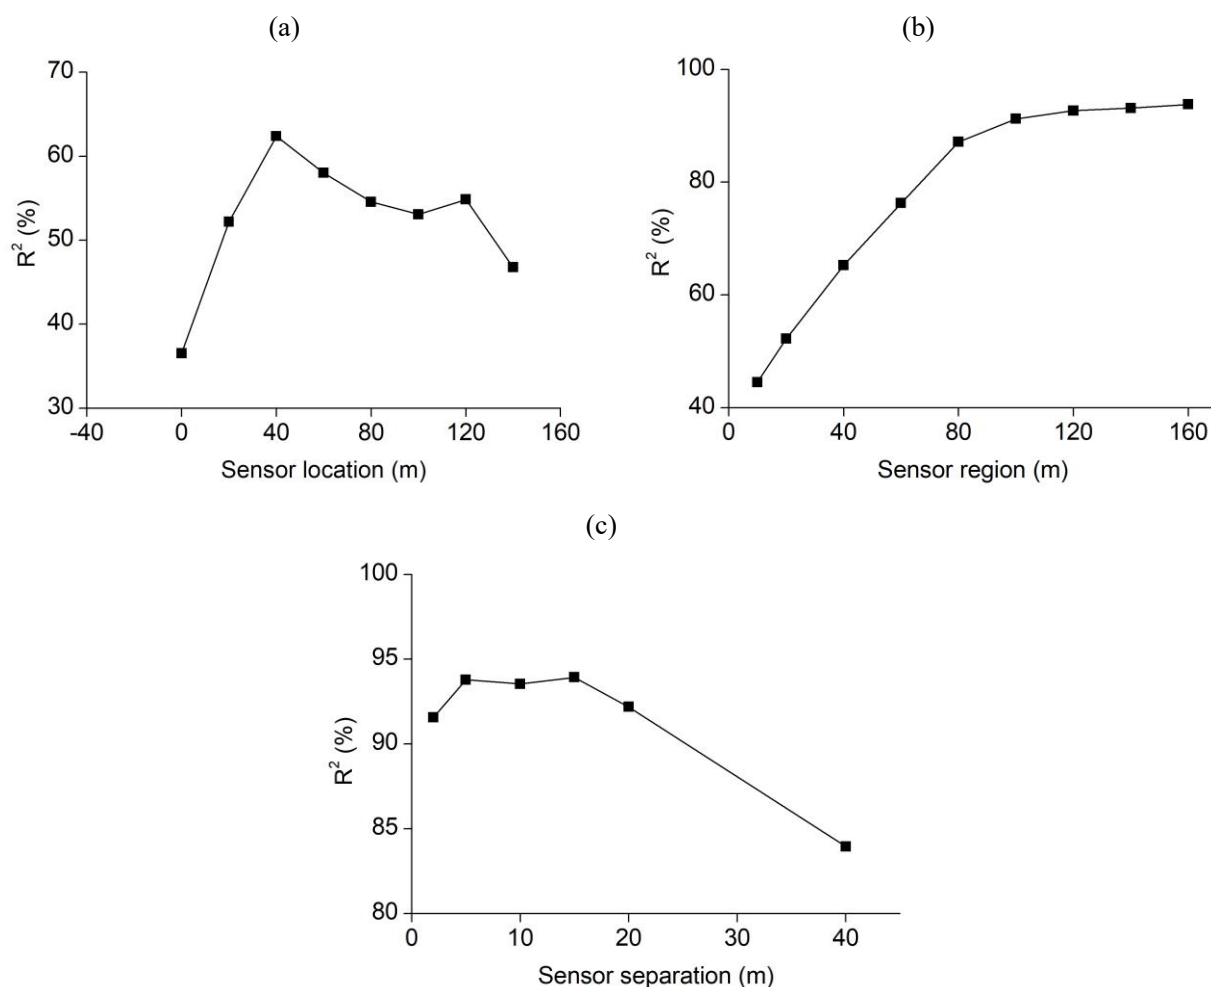 (a)
70
60
50
40
30
R² (%)
-40 0 40 80 120 160
Sensor location (m)
(b)
100
80
60
40
R² (%)
0 40 80 120 160
Sensor region (m)
(c)
100
95
90
85
80
R² (%)
0 10 20 30 40
Sensor separation (m)